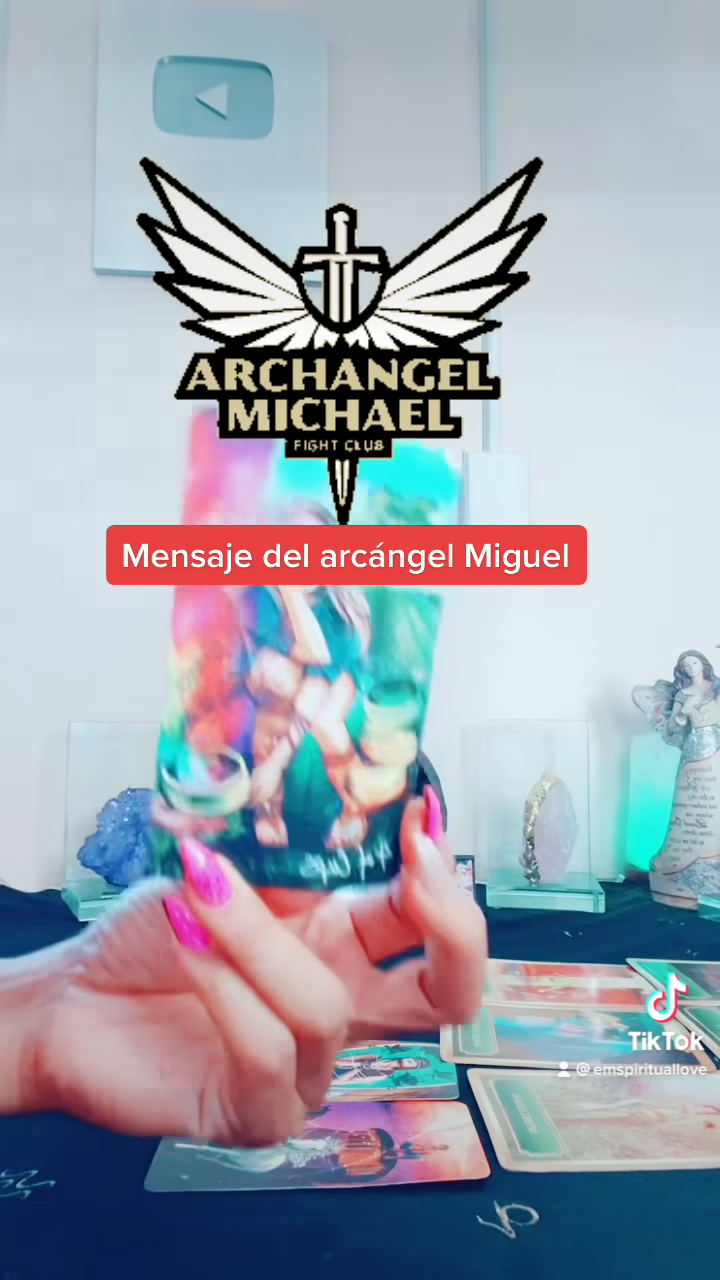 ARCHANGEL
MICHAEL
FIGHT CLUB
Mensaje del arcángel Miguel
TikTok
@emspirituallove